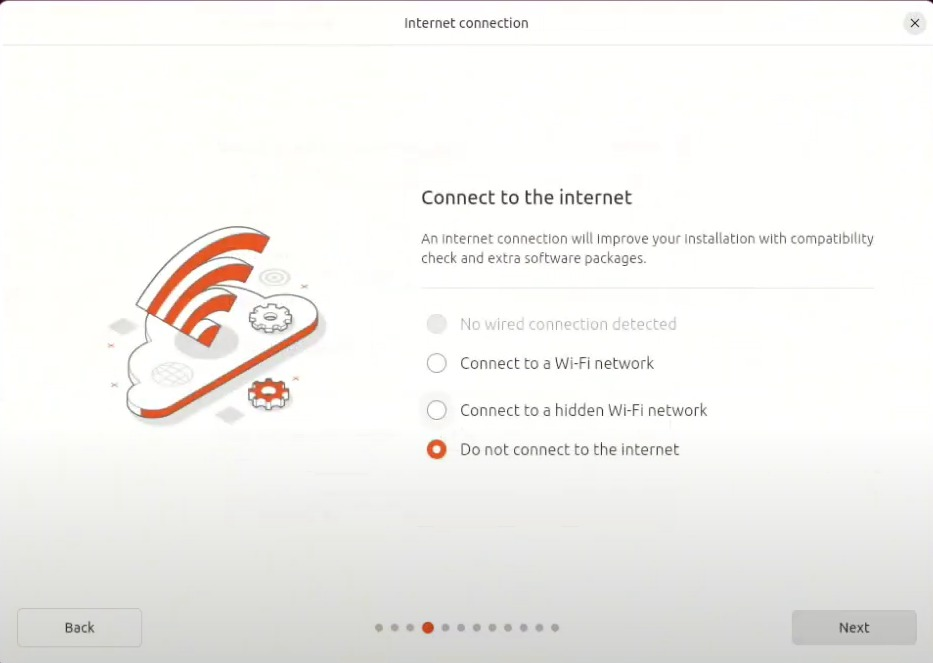 Internet connection
Connect to the internet
An internet connection will improve your installation with compatibility
check and extra software packages.
No wired connection detected
Connect to a Wi-Fi network
Connect to a hidden Wi-Fi network
Do not connect to the internet
Back
Next